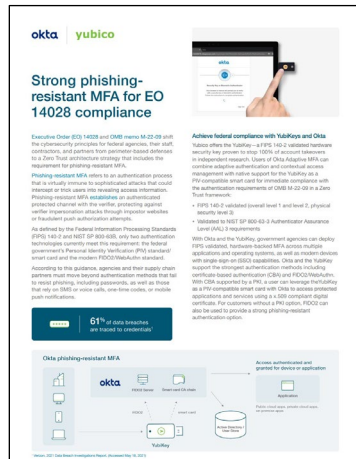 okta | yubico
Strong phishing-
resistant MFA for EO
14028 compliance
Executive Order (EO) 14028 and OMB memo M-22-09 shift
the cybersecurity principles for federal agencies, their staff,
contractors, and partners from perimeter-based defenses
to a Zero Trust architecture strategy that includes the
requirement for phishing-resistant MFA.
Phishing-resistant MFA refers to an authentication process
that is virtually immune to sophisticated attacks that could
intercept or trick users into revealing access information.
Phishing-resistant MFA establishes an authenticated
protected channel with the verifier, protecting against
verifier impersonation attacks through impostor websites
or fraudulent push authentication attempts.
As defined by the Federal Information Processing Standards
(FIPS) 140-2 and NIST SP 800-63B, only two authentication
technologies currently meet this requirement: the federal
government's Personal Identity Verification (PIV) standard/
smart card and the modern FIDO2/WebAuthn standard.
According to this guidance, agencies and their supply chain
partners must move beyond authentication methods that fail
to resist phishing, including passwords, as well as those
that rely on SMS or voice calls, one-time codes, or mobile
push notifications.
61% of data breaches
are traced to credentials¹
Achieve federal compliance with YubiKeys and Okta
Yubico offers the YubiKey—a FIPS 140-2 validated hardware
security key proven to stop 100% of account takeovers
in independent research. Users of Okta Adaptive MFA can
combine adaptive authentication and contextual access
management with native support for the YubiKey as a
PIV-compatible smart card for immediate compliance with
the authentication requirements of OMB M-22-09 in a Zero
Trust framework:
• FIPS 140-2 validated (overall level 1 and level 2, physical
security level 3)
• Validated to NIST SP 800-63-3 Authentication Assurance
Level (AAL) 3 requirements
With Okta and the YubiKey, government agencies can deploy
FIPS validated, hardware-backed MFA across multiple
applications and operating systems, as well as modern devices
with single-sign-on (SSO) capabilities. Okta and the YubiKey
support the strongest authentication methods including
certificate-based authentication (CBA) and FIDO2/WebAuthn.
With CBA supported by a PKI, a user can leverage theYubiKey
as a PIV-compatible smart card with Okta to access protected
applications and services using a x.509 compliant digital
certificate. For customers without a PKI option, FIDO2 can
also be used to provide a strong phishing-resistant
authentication option.
Okta phishing-resistant MFA
okta
FIDO2 Server
Smart card CA chain
FIDO2
smart card
YubiKey
Active Directory /
User Store
Access authenticated and
granted for device or application
Application